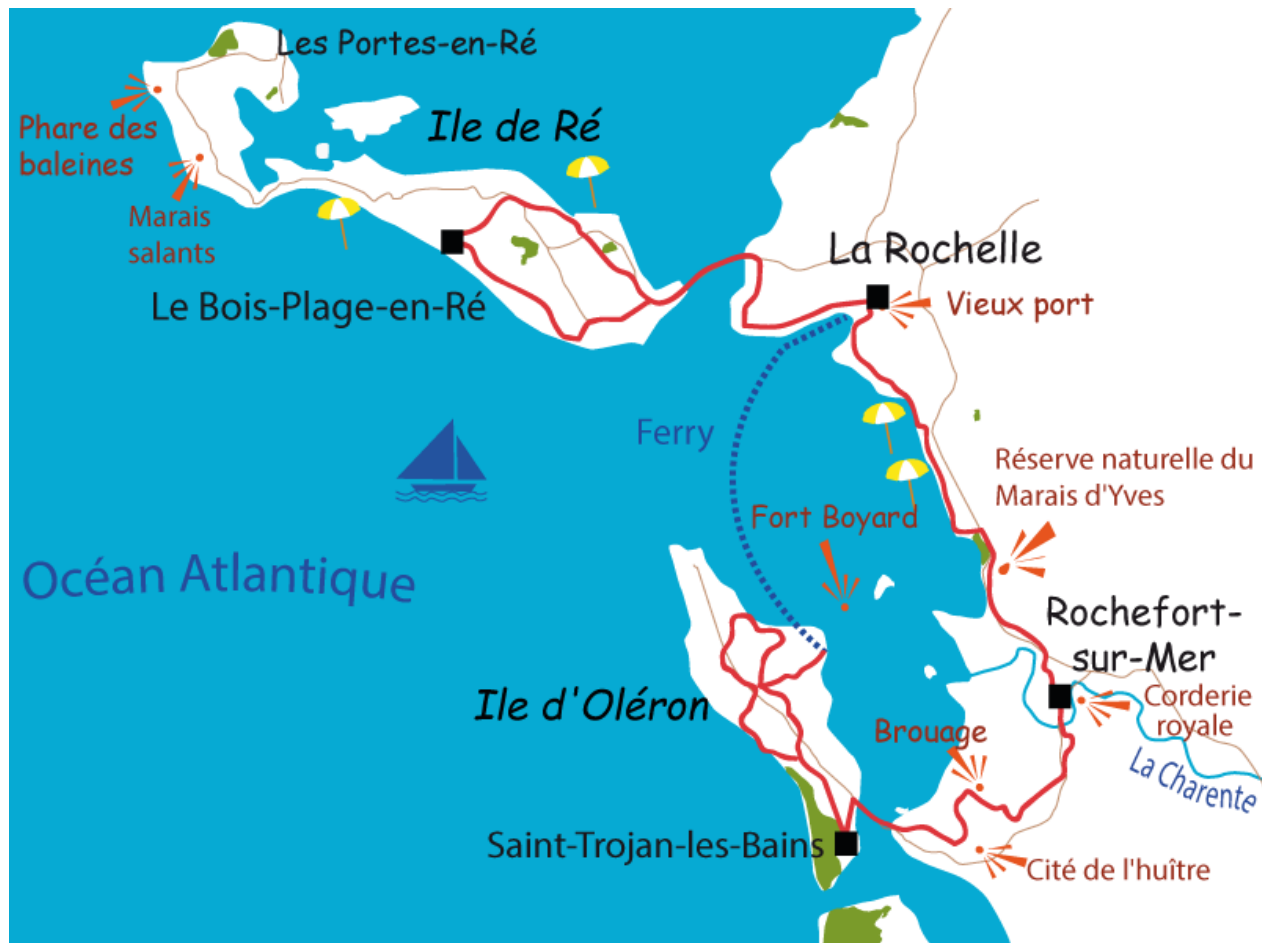 Les Portes-en-Ré
Ile de Ré
Phare des
baleines
Marais
salants
La Rochelle
Le Bois-Plage-en-Ré
Vieux port
Ferry
Réserve naturelle du
Marais d'Yves
Fort Boyard
Océan Atlantique
Rochefort-
sur-Mer
Ile d'Oléron
Corderie
royale
Brouage
La Charente
Saint-Trojan-les-Bains
Cité de l'huître